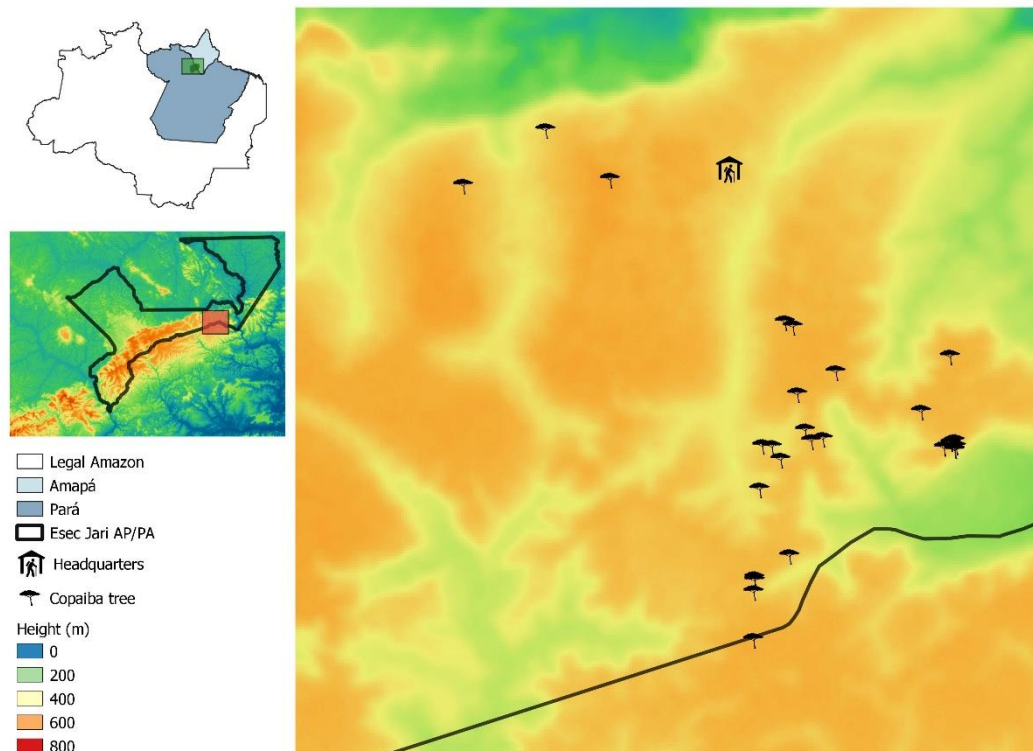 Legal Amazon
Amapá
Pará
Esec Jari AP/PA
Headquarters
Copaiba tree
Height (m)
0
200
400
600
800